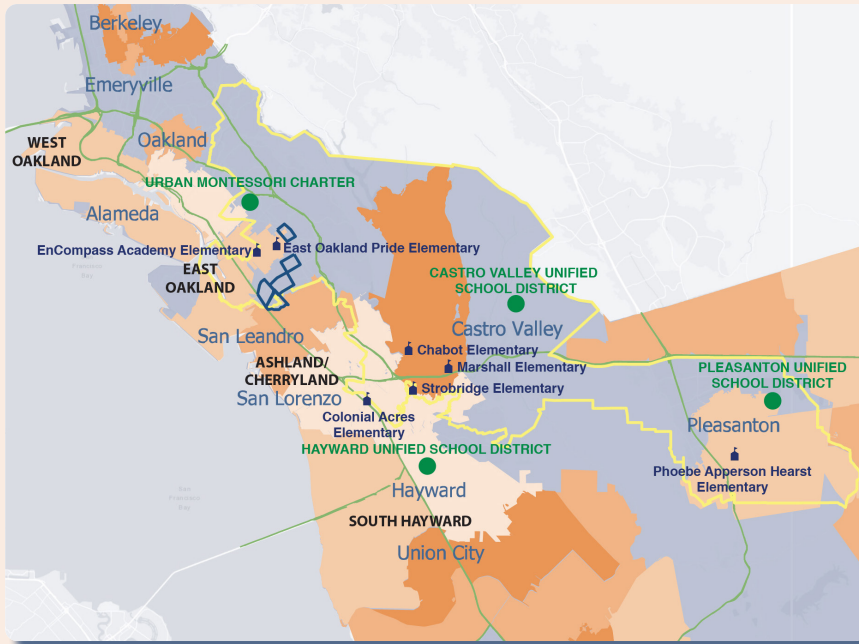 Berkeley
Emeryville
WEST
OAKLAND
Oakland
URBAN MONTESSORI CHARTER
Alameda
EnCompass Academy Elementary
East Oakland Pride Elementary
EAST
OAKLAND
CASTRO VALLEY UNIFIED
SCHOOL DISTRICT
San Leandro
Castro Valley
Chabot Elementary
ASHLAND/
CHERRYLAND
Marshall Elementary
PLEASANTON UNIFIED
SCHOOL DISTRICT
San Lorenzo
Strobridge Elementary
Colonial Acres
Elementary
Pleasanton
HAYWARD UNIFIED SCHOOL DISTRICT
Phoebe Apperson Hearst
Elementary
Hayward
San
Francisco
Bay
SOUTH HAYWARD
Union City